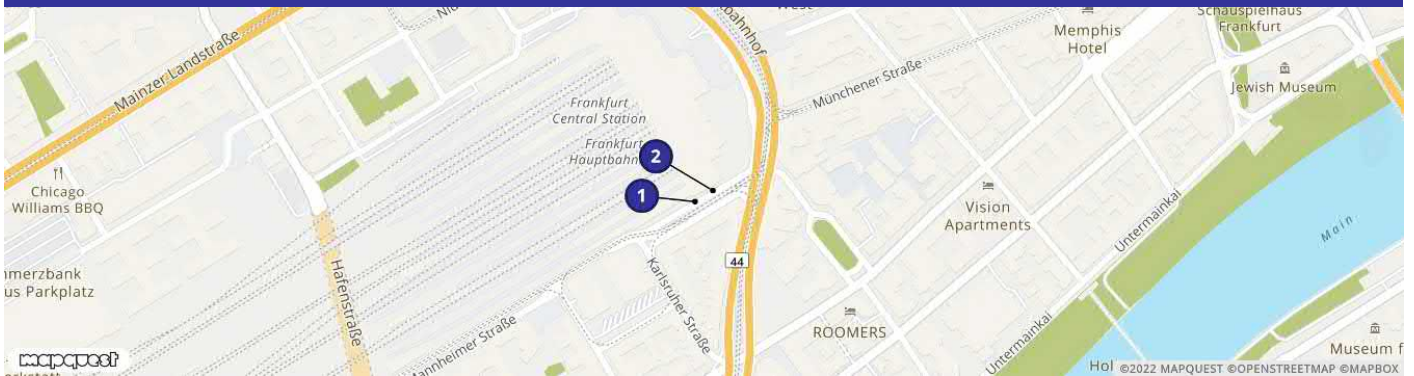 Mainzer Landstraße
Memphis
Hotel
Schauspielhaus
Frankfurt
Jewish Museum
Münchener Straße
Frankfurt
Central Station
Frankfurt
1
2
Chicago
Williams BBQ
Vision
Apartments
Untermainkai
Main
44
Hafenstraße
Karlsruher Straße
us Parkplatz
ROOMERS
Mannheimer Straße
Untermainkai
Museum f
mapquest
Hol
©2022 MAPQUEST ©OPENSTREETMAP ©MAPBOX